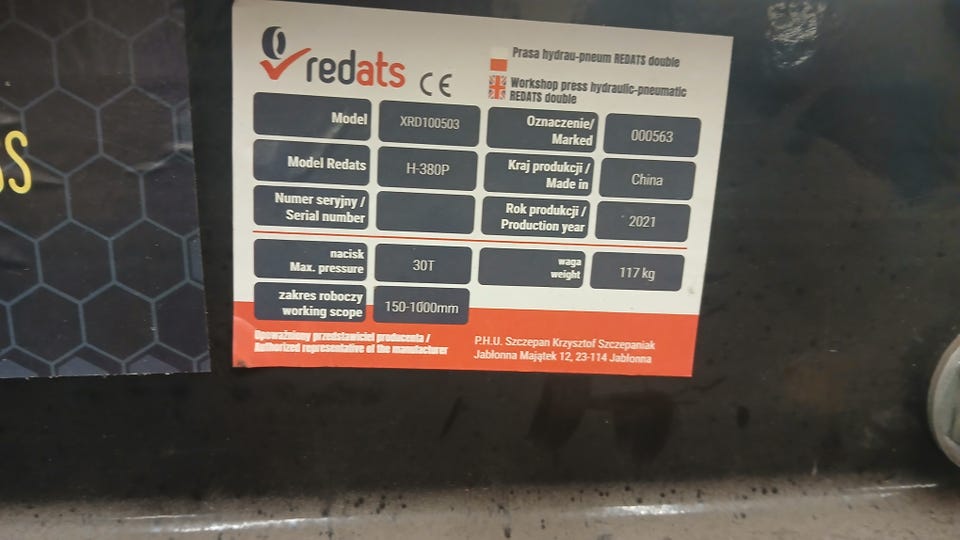 redats CE
Prasa hydrau-pneum REDATS double
Workshop press hydraulic-pneumatic
REDATS double
Model XRD100503
Oznaczenie/
Marked 000563
Model Redats H-380P
Kraj produkcji /
Made in China
Numer seryjny /
Serial number
Rok produkcji /
Production year 2021
nacisk
Max. pressure 30T
waga
weight 117 kg
zakres roboczy
working scope 150-1000mm
Upoważniony przedstawiciel producenta /
Authorized representative of the manufacturer
P.H.U. Szczepan Krzysztof Szczepaniak
Jabłonna Majątek 12, 23-114 Jabłonna